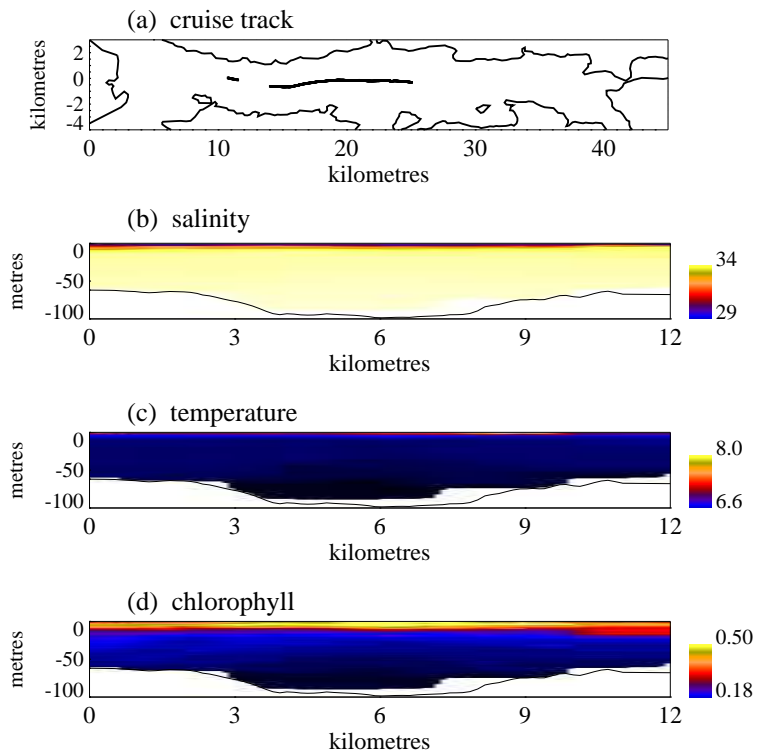 (a) cruise track
kilometres
2
0
-2
-4
0 10 20 30 40
kilometres
(b) salinity
metres
0
-50
-100
34
29
0 3 6 9 12
kilometres
(c) temperature
metres
0
-50
-100
8.0
6.6
0 3 6 9 12
kilometres
(d) chlorophyll
metres
0
-50
-100
0.50
0.18
0 3 6 9 12
kilometres